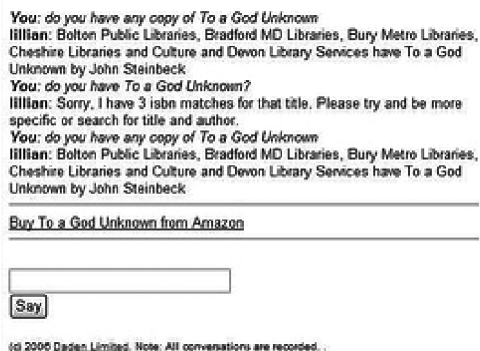 You: do you have any copy of To a God Unknown
lillian: Bolton Public Libraries, Bradford MD Libraries, Bury Metro Libraries,
Cheshire Libraries and Culture and Devon Library Services have To a God
Unknown by John Steinbeck
You: do you have To a God Unknown?
lillian: Sorry, I have 3 isbn matches for that title. Please try and be more
specific or search for title and author.
You: do you have any copy of To a God Unknown
lillian: Bolton Public Libraries, Bradford MD Libraries, Bury Metro Libraries,
Cheshire Libraries and Culture and Devon Library Services have To a God
Unknown by John Steinbeck
Buy To a God Unknown from Amazon
Say
(c) 2006 Daden Limited. Note: All conversations are recorded. .